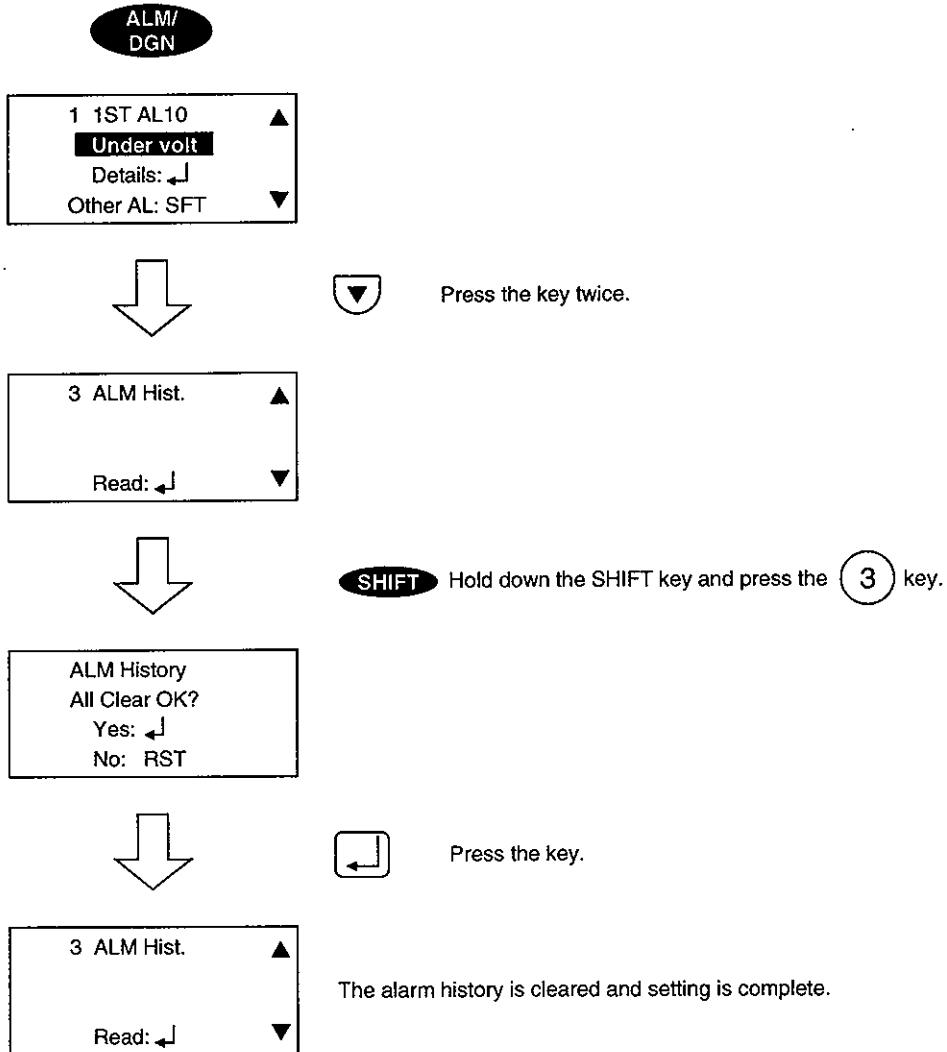 ALM/
DGN
1 1ST AL10 ▲
Under volt
Details: ↵
Other AL: SFT ▼
▼ Press the key twice.
3 ALM Hist. ▲
Read: ↵ ▼
SHIFT Hold down the SHIFT key and press the 3 key.
ALM History
All Clear OK?
Yes: ↵
No: RST
↵ Press the key.
3 ALM Hist. ▲
The alarm history is cleared and setting is complete.
Read: ↵ ▼